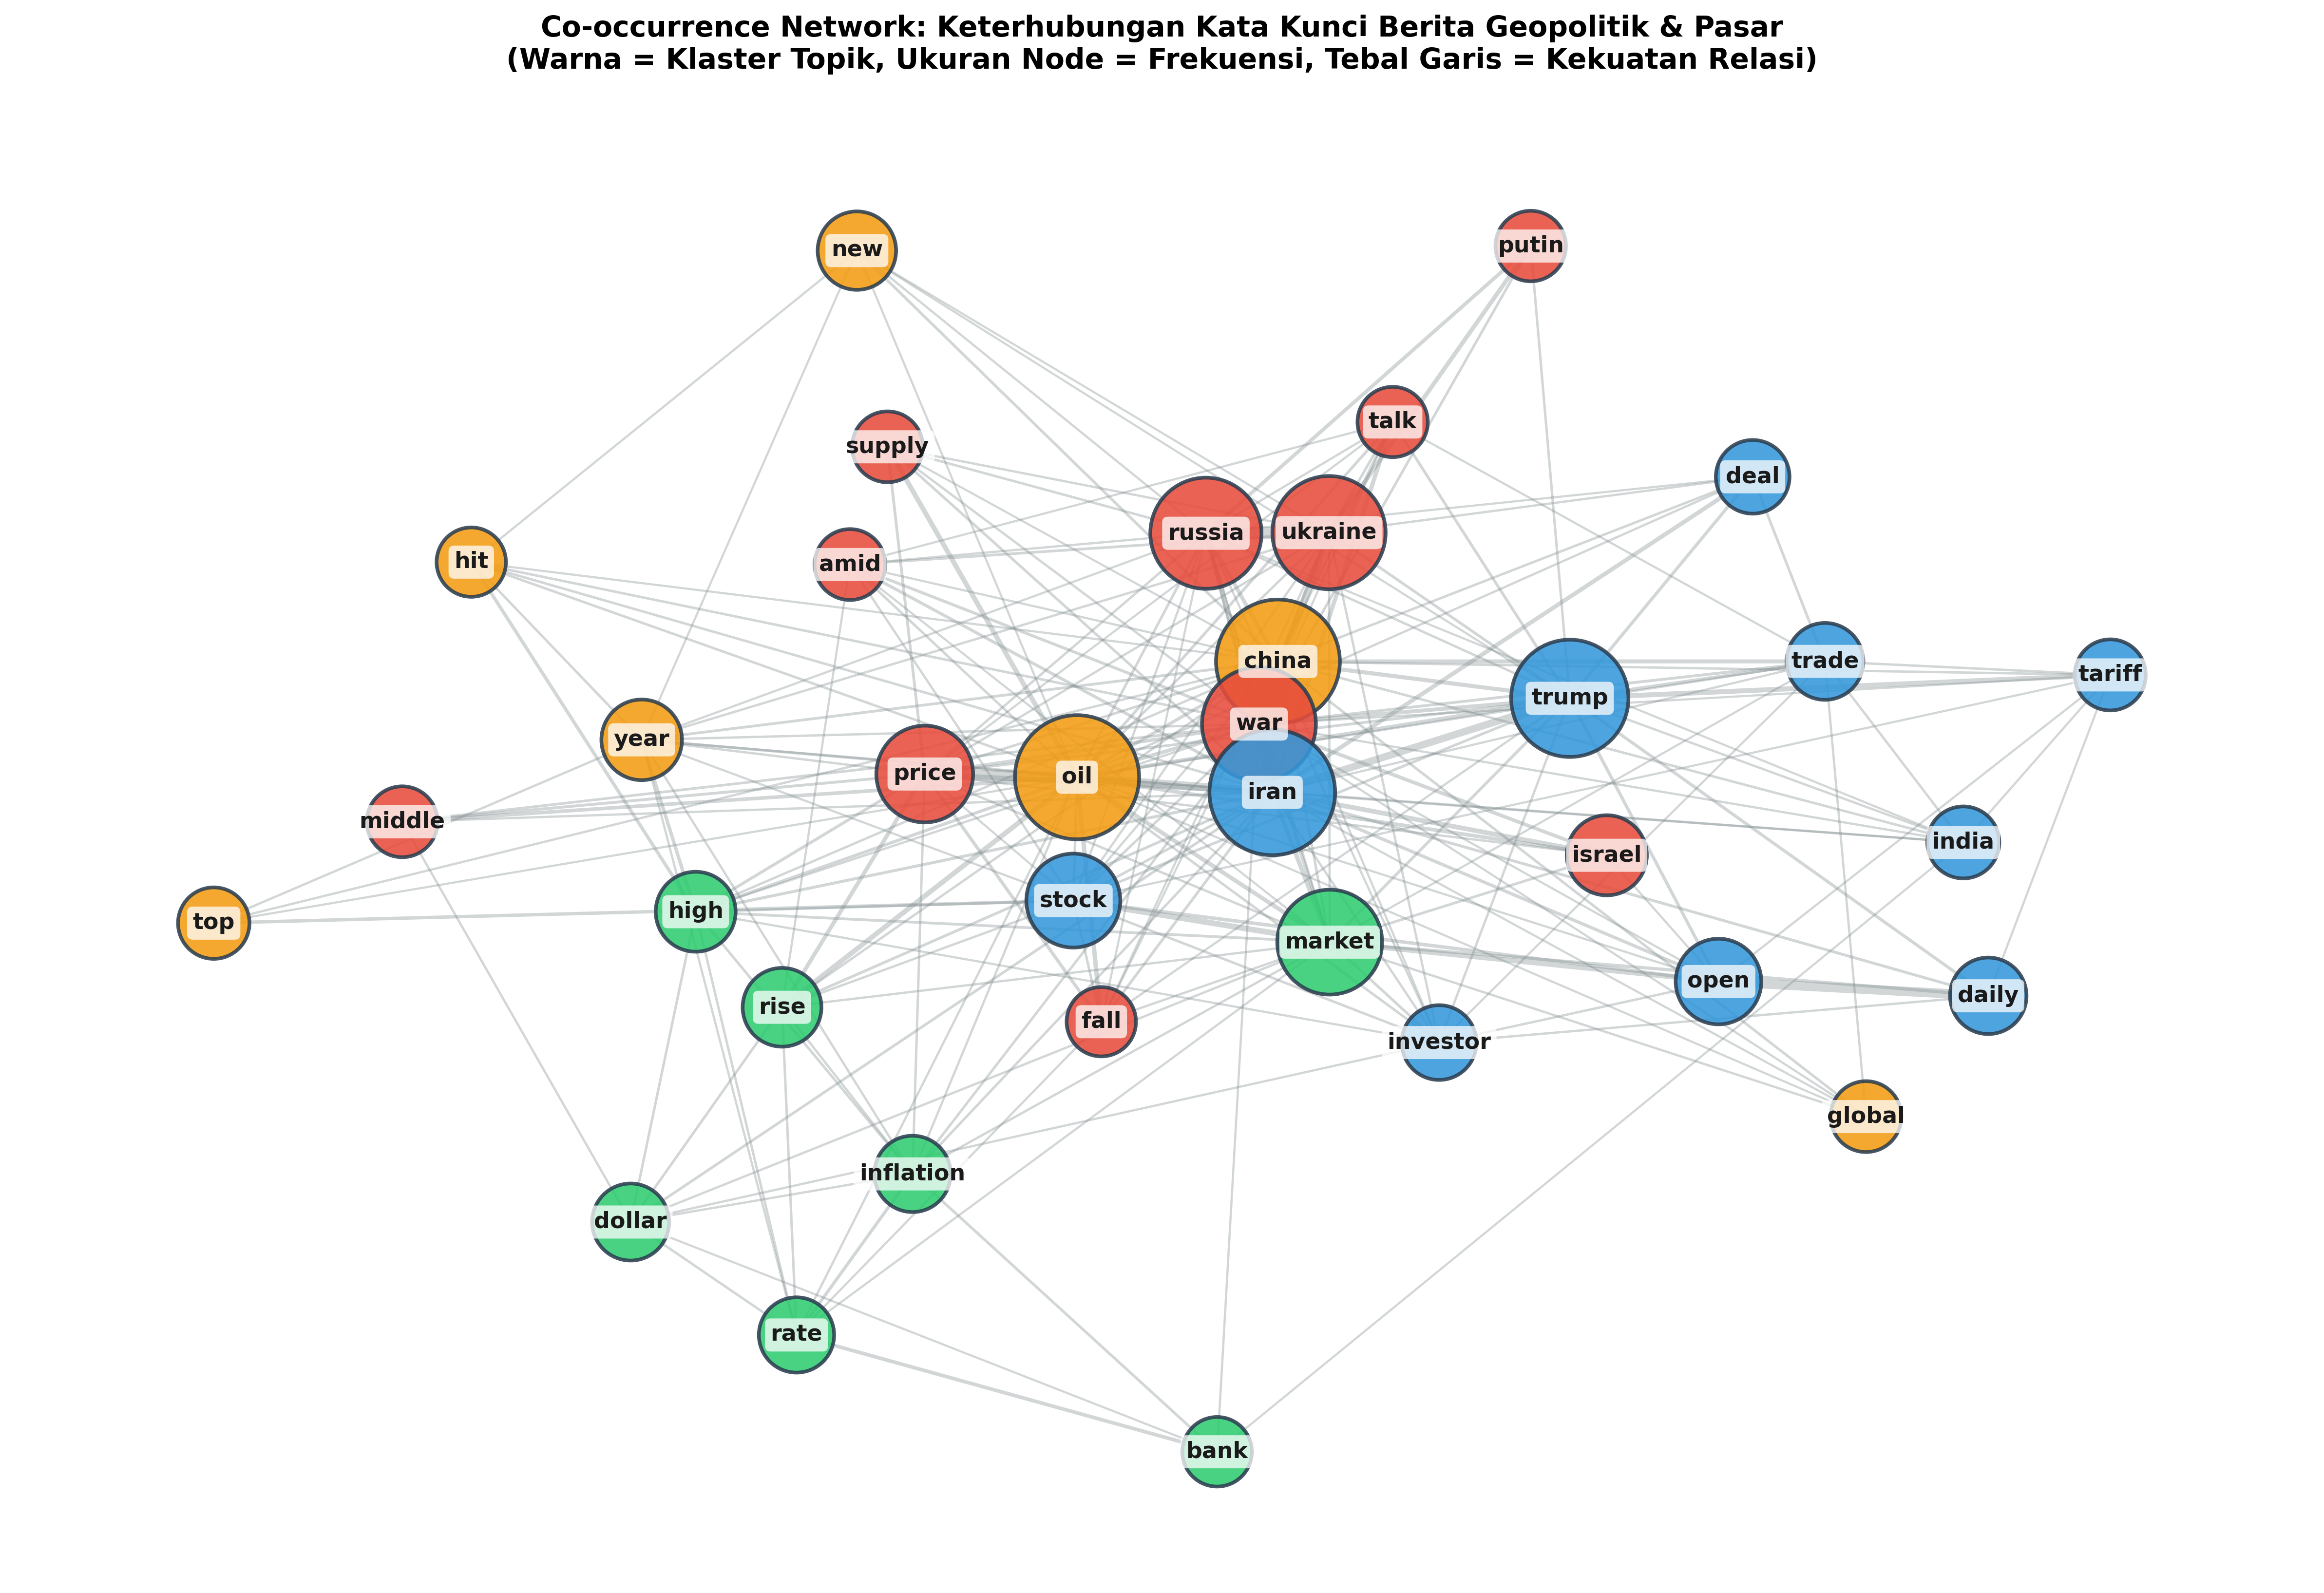 Co-occurrence Network: Keterhubungan Kata Kunci Berita Geopolitik & Pasar
(Warna = Klaster Topik, Ukuran Node = Frekuensi, Tebal Garis = Kekuatan Relasi)
new
putin
talk
supply
deal
russia
ukraine
hit
amid
china
trade
tariff
trump
war
year
price
oil
iran
middle
india
israel
stock
high
top
market
open
daily
rise
fall
investor
global
inflation
dollar
rate
bank